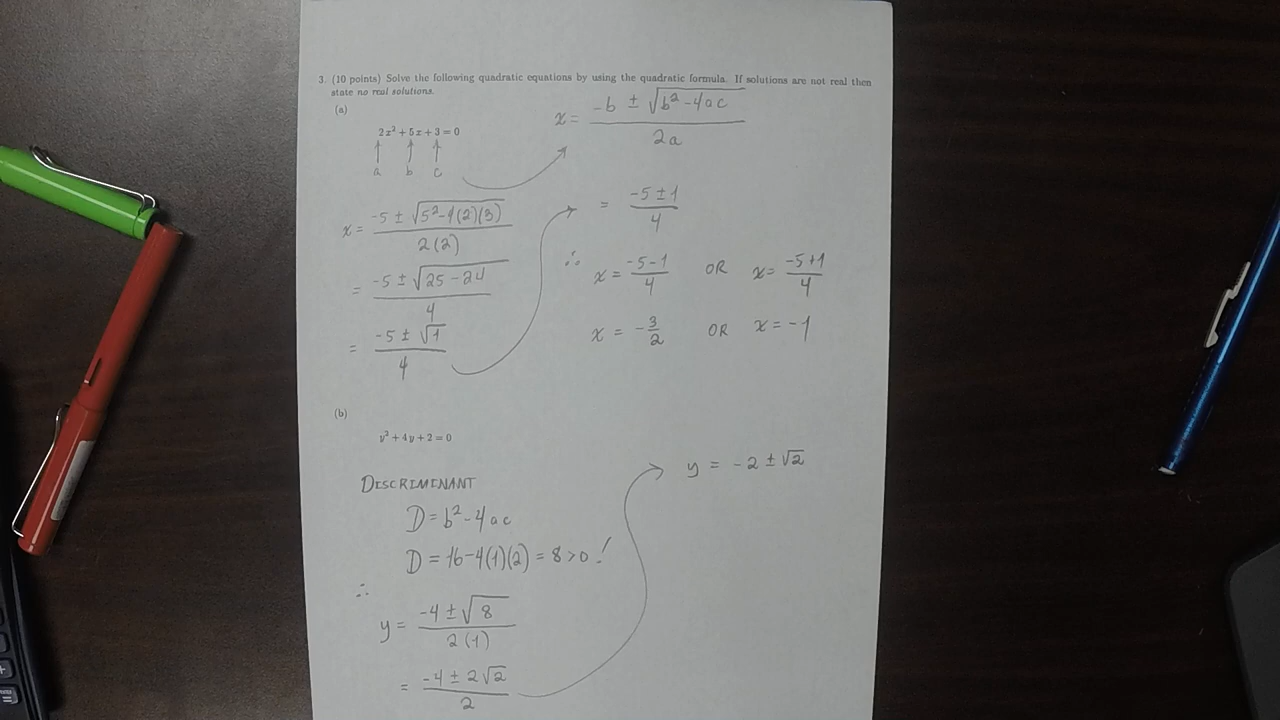 3. (10 points) Solve the following quadratic equations by using the quadratic formula. If solutions are not real then
state no real solutions.
(a)
2x² + 5x + 3 = 0
a b c
x = (-b ± √(b² - 4ac)) / 2a
x = (-5 ± √(5² - 4(2)(3))) / 2(2)
= (-5 ± √(25 - 24)) / 4
= (-5 ± √1) / 4
= (-5 ± 1) / 4
∴ x = (-5 - 1) / 4 OR x = (-5 + 1) / 4
x = -3/2 OR x = -1
(b)
y² + 4y + 2 = 0
DISCRIMINANT
D = b² - 4ac
D = 16 - 4(1)(2) = 8 > 0 !
∴
y = (-4 ± √8) / 2(1)
= (-4 ± 2√2) / 2
y = -2 ± √2